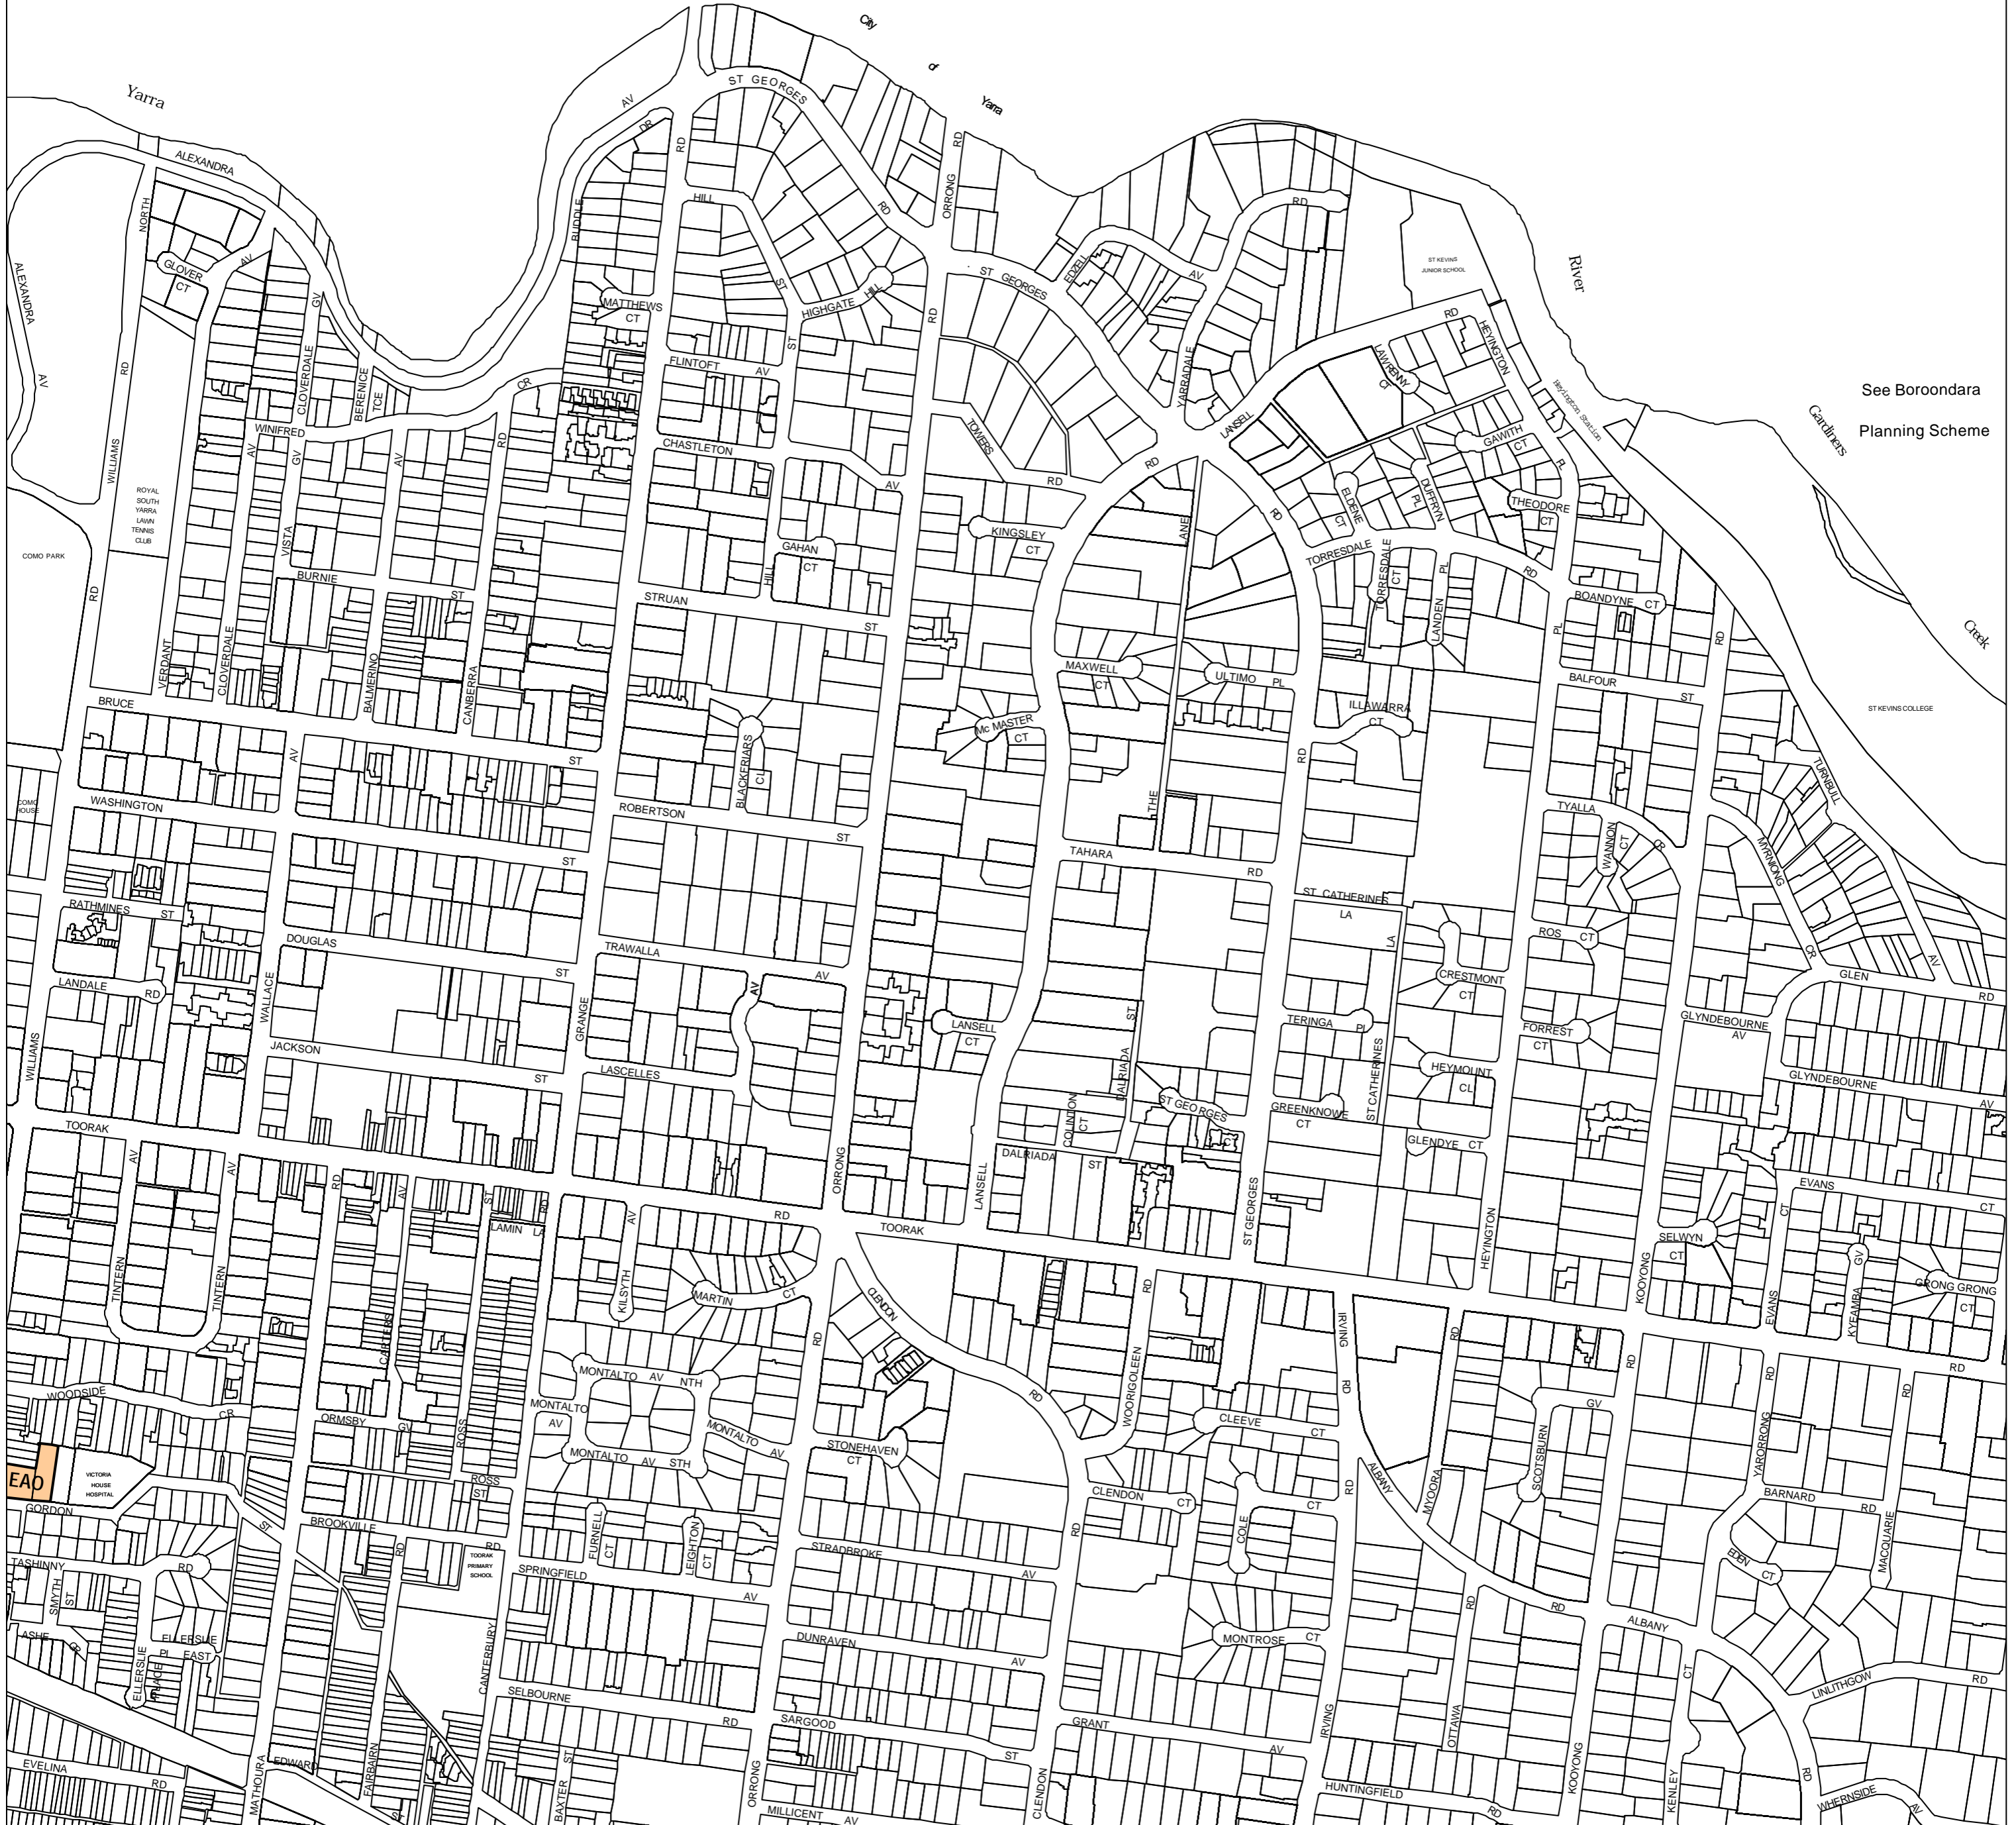 City
of
Yarra
Yarra
River
Gardiners
Creek
See Boroondara
Planning Scheme
ALEXANDRA
AV
ALEXANDRA
AV
ST GEORGES
RD
RD
ORRONG
RD
BUDDLE
DR
NORTH
GLOVER
CT
AV
GV
HILL
ST
MATTHEWS
CT
HIGHGATE
HILL
ST
ST GEORGES
EDZELL
AV
RD
ST KEVINS
JUNIOR SCHOOL
RD
HEYINGTON
Heyington Station
LAWRENNY
CT
YARRADALE
LANSELL
RD
FLINTOFT
AV
RD
WILLIAMS
CLOVERDALE
BERENICE
TCE
CR
WINIFRED
AV
GV
AV
RD
CHASTLETON
AV
TOWERS
RD
RD
GAWITH
CT
PL
ELDENE
CT
DUFFRYN
PL
THEODORE
CT
ROYAL
SOUTH
YARRA
LAWN
TENNIS
CLUB
COMO PARK
RD
VISTA
BURNIE
ST
GAHAN
CT
HILL
KINGSLEY
CT
LANE
RD
TORRESDALE
RD
TORRESDALE
CT
LANDEN
PL
BOANDYNE CT
STRUAN
ST
VERDANT
CLOVERDALE
BALMERINO
CANBERRA
MAXWELL
CT
ULTIMO PL
ILLAWARRA
CT
PL
RD
BALFOUR
ST
ST KEVINS COLLEGE
BRUCE
ST
AV
Mc MASTER
CT
BLACKFRIARS
CL
RD
TURNBULL
COMO
HOUSE
WASHINGTON
ST
ROBERTSON
ST
THE
TAHARA
RD
TYALLA
CR
WANNON
CT
MYRNIONG
CR
AV
ST CATHERINES
LA
LA
RATHMINES
ST
DOUGLAS
ST
TRAWALLA
AV
AV
ROS CT
CRESTMONT
CT
GLEN
RD
LANDALE
RD
WALLACE
GRANGE
LANSELL
CT
ST
TERINGA PL
FORREST
CT
GLYNDEBOURNE
AV
WILLIAMS
JACKSON
ST
LASCELLES
DALRIADA
ST CATHERINES
HEYMOUNT
CL
GLYNDEBOURNE
AV
COLINTON
CT
ST GEORGES
CT
GREENKNOWE
CT
GLENDYE CT
TOORAK
AV
AV
RD
AV
ST
RD
ORRONG
LANSELL
DALRIADA
ST
ST GEORGES
EVANS
CT
CT
TINTERN
TINTERN
LAMIN LA
AV
RD
TOORAK
HEYINGTON
KOOYONG
SELWYN
CT
EVANS
KYEAMBA
GV
GRONG GRONG
CT
KILSYTH
MARTIN
CT
CLENDON
RD
RD
IRVING
RD
RD
RD
RD
RD
RD
CARTERS
ROSS
MONTALTO AV NTH
MONTALTO
AV
MONTALTO
AV
MONTALTO AV STH
WOORIGOLEEN
RD
CLEEVE
CT
GV
SCOTSBURN
YARORRONG
WOODSIDE
CR
ORMSBY
GV
STONEHAVEN
CT
EAO
VICTORIA
HOUSE
HOSPITAL
ROSS
ST
CLENDON
CT
CT
RD
ALBANY
MYOORA
BARNARD
RD
MACQUARIE
GORDON
ST
BROOKVILLE
RD
RD
FURNELL
CT
LEIGHTON
CT
STRADBROKE
AV
RD
COLE
EDEN
CT
TASHINNY
RD
SMYTH
ST
TOORAK
PRIMARY
SCHOOL
SPRINGFIELD
AV
RD
RD
ALBANY
ASHE
GR
ELLERSLIE
PL
EAST
ELLERSLIE
PLACE
CANTERBURY
DUNRAVEN
AV
MONTROSE CT
CT
LINLITHGOW
RD
SELBOURNE
RD
SARGOOD
ST
GRANT
AV
IRVING
OTTAWA
EVELINA
RD
MATHOURA
EDWARD
ST
FAIRBAIRN
BAXTER
ST
ORRONG
MILLICENT
AV
CLENDON
HUNTINGFIELD
RD
KOOYONG
KENLEY
RD
WHERNSIDE
AV